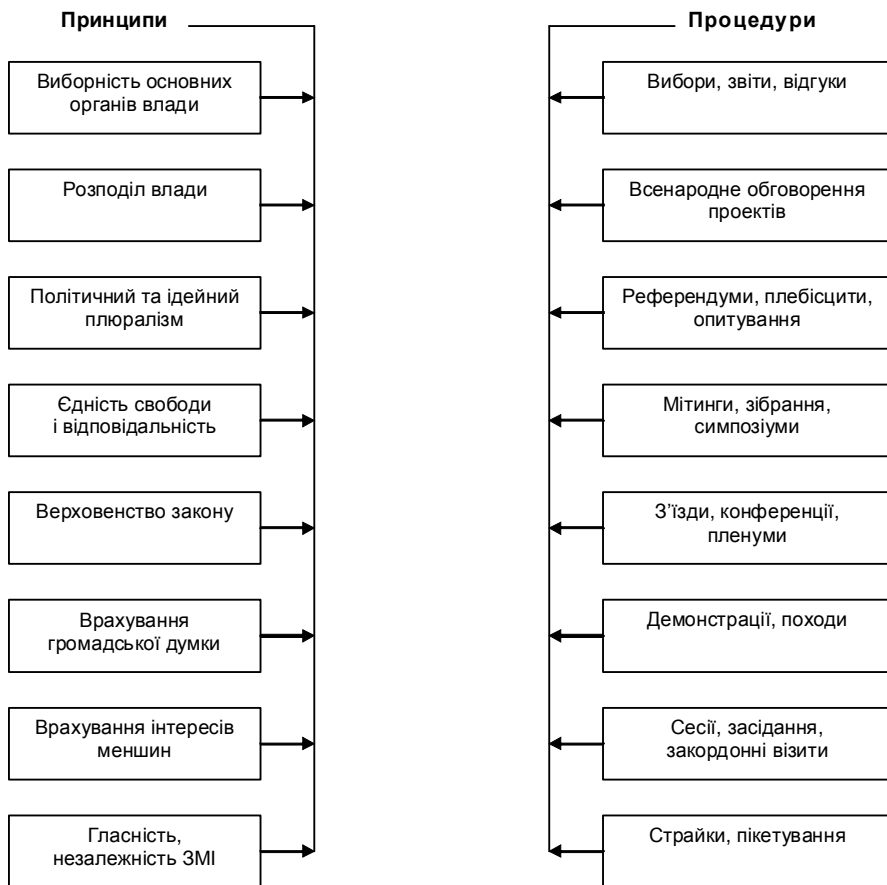 Принципи
Виборність основних
органів влади
Розподіл влади
Політичний та ідейний
плюралізм
Єдність свободи
і відповідальність
Верховенство закону
Врахування
громадської думки
Врахування інтересів
меншин
Гласність,
незалежність ЗМІ
Процедури
Вибори, звіти, відгуки
Всенародне обговорення
проектів
Референдуми, плебісцити,
опитування
Мітинги, зібрання,
симпозіуми
З’їзди, конференції,
пленуми
Демонстрації, походи
Сесії, засідання,
закордонні візити
Страйки, пікетування